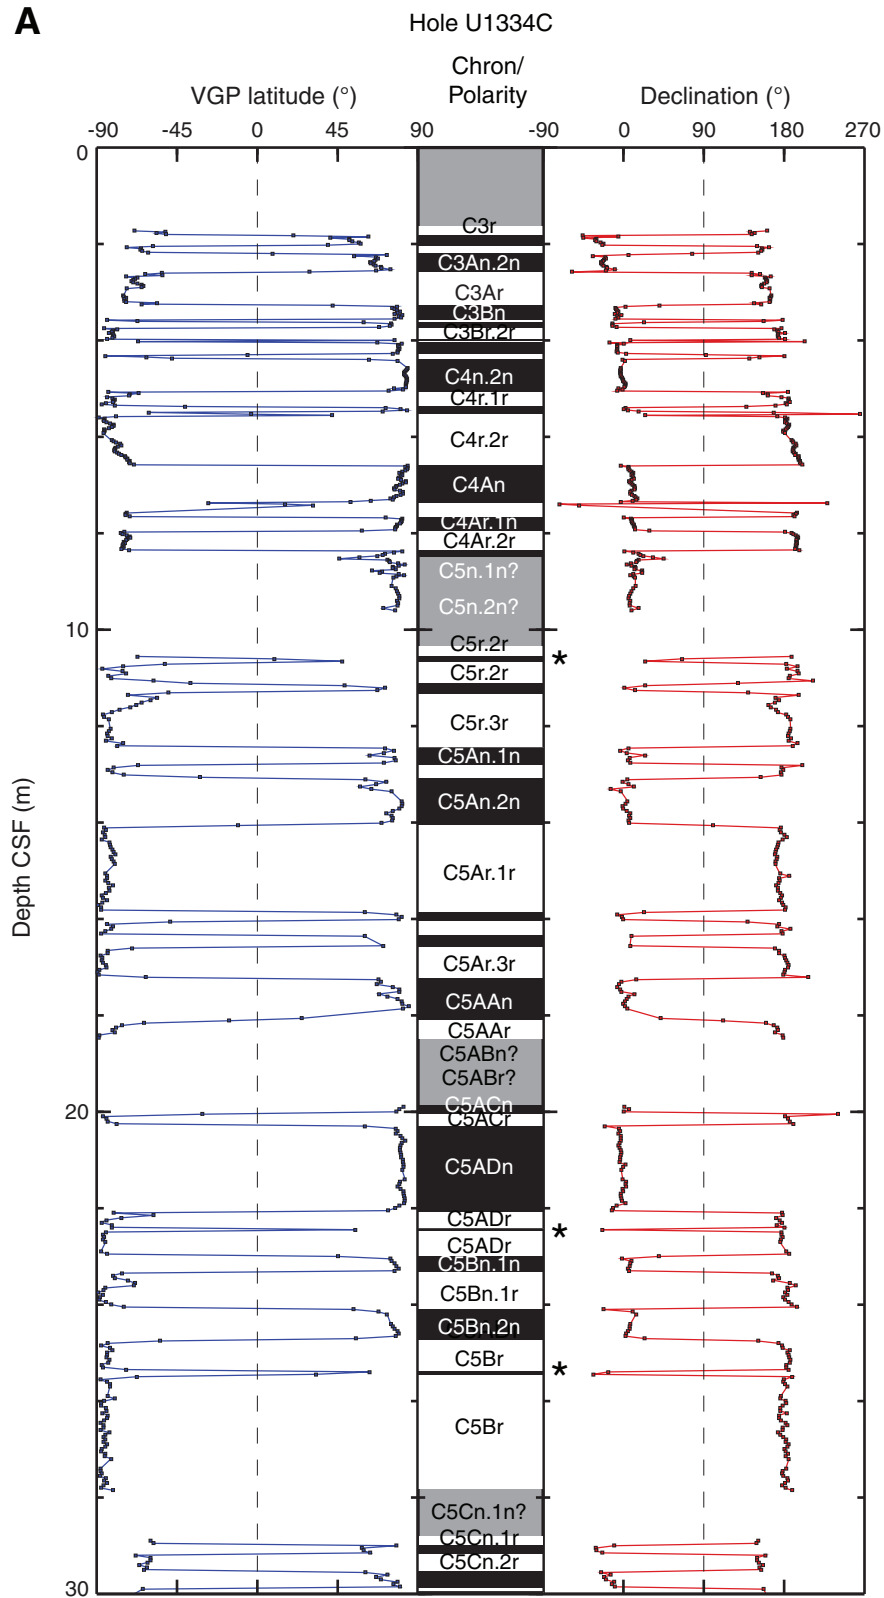 A
Hole U1334C
VGP latitude (°)
Chron/
Polarity
Declination (°)
-90 -45 0 45 90 -90 0 90 180 270
0
C3r
C3An.2n
C3Ar
C3Bn
C3Br.2r
C4n.2n
C4r.1r
C4r.2r
C4An
C4Ar.1n
C4Ar.2r
C5n.1n?
C5n.2n?
10
C5r.2r
*
C5r.2r
C5r.3r
C5An.1n
C5An.2n
Depth CSF (m)
C5Ar.1r
C5Ar.3r
C5AAn
C5AAr
C5ABn?
C5ABr?
C5ACn
20
C5ACr
C5ADn
C5ADr
*
C5ADr
C5Bn.1n
C5Bn.1r
C5Bn.2n
C5Br
*
C5Br
C5Cn.1n?
C5Cn.1r
C5Cn.2r
30